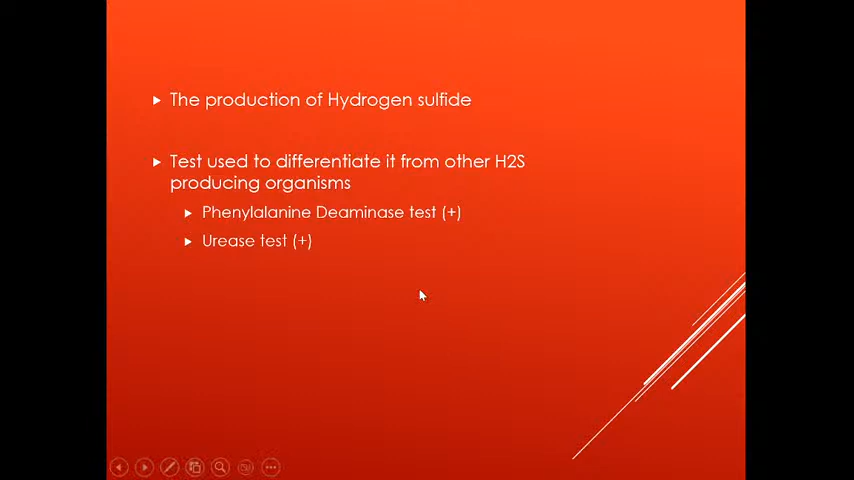 The production of Hydrogen sulfide
Test used to differentiate it from other H2S
producing organisms
Phenylalanine Deaminase test (+)
Urease test (+)